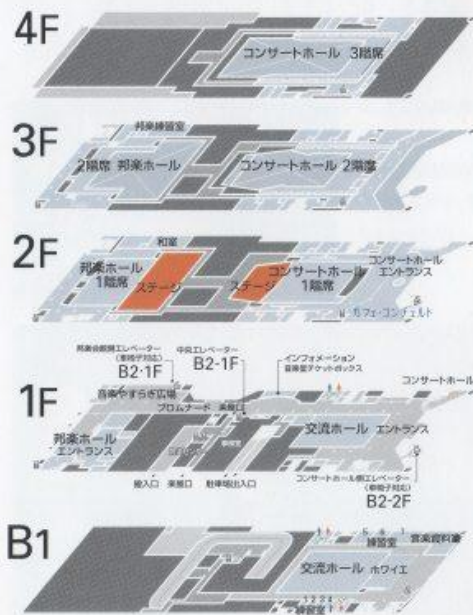 4F
コンサートホール 3階席
3F
邦楽練習室
2階席 邦楽ホール
コンサートホール 2階席
2F
和室
邦楽ホール
1階席
ステージ
ステージ
コンサートホール
1階席
コンサートホール
エントランス
カフェ・コンチェルト
邦楽会館側エレベーター
(車椅子対応)
B2-1F
中央エレベーター
B2-1F
インフォメーション
音楽堂チケットボックス
1F
音楽やすらぎ広場
プロムナード
楽屋口
コンサートホール
エントランス
邦楽ホール
エントランス
交流ホール
搬入口
楽屋口
駐車場出入口
コンサートホール側エレベーター
(車椅子対応)
B2-2F
B1
5 6 7
練習室
音楽資料室
交流ホール ホワイエ
1 2 3 4
練習室